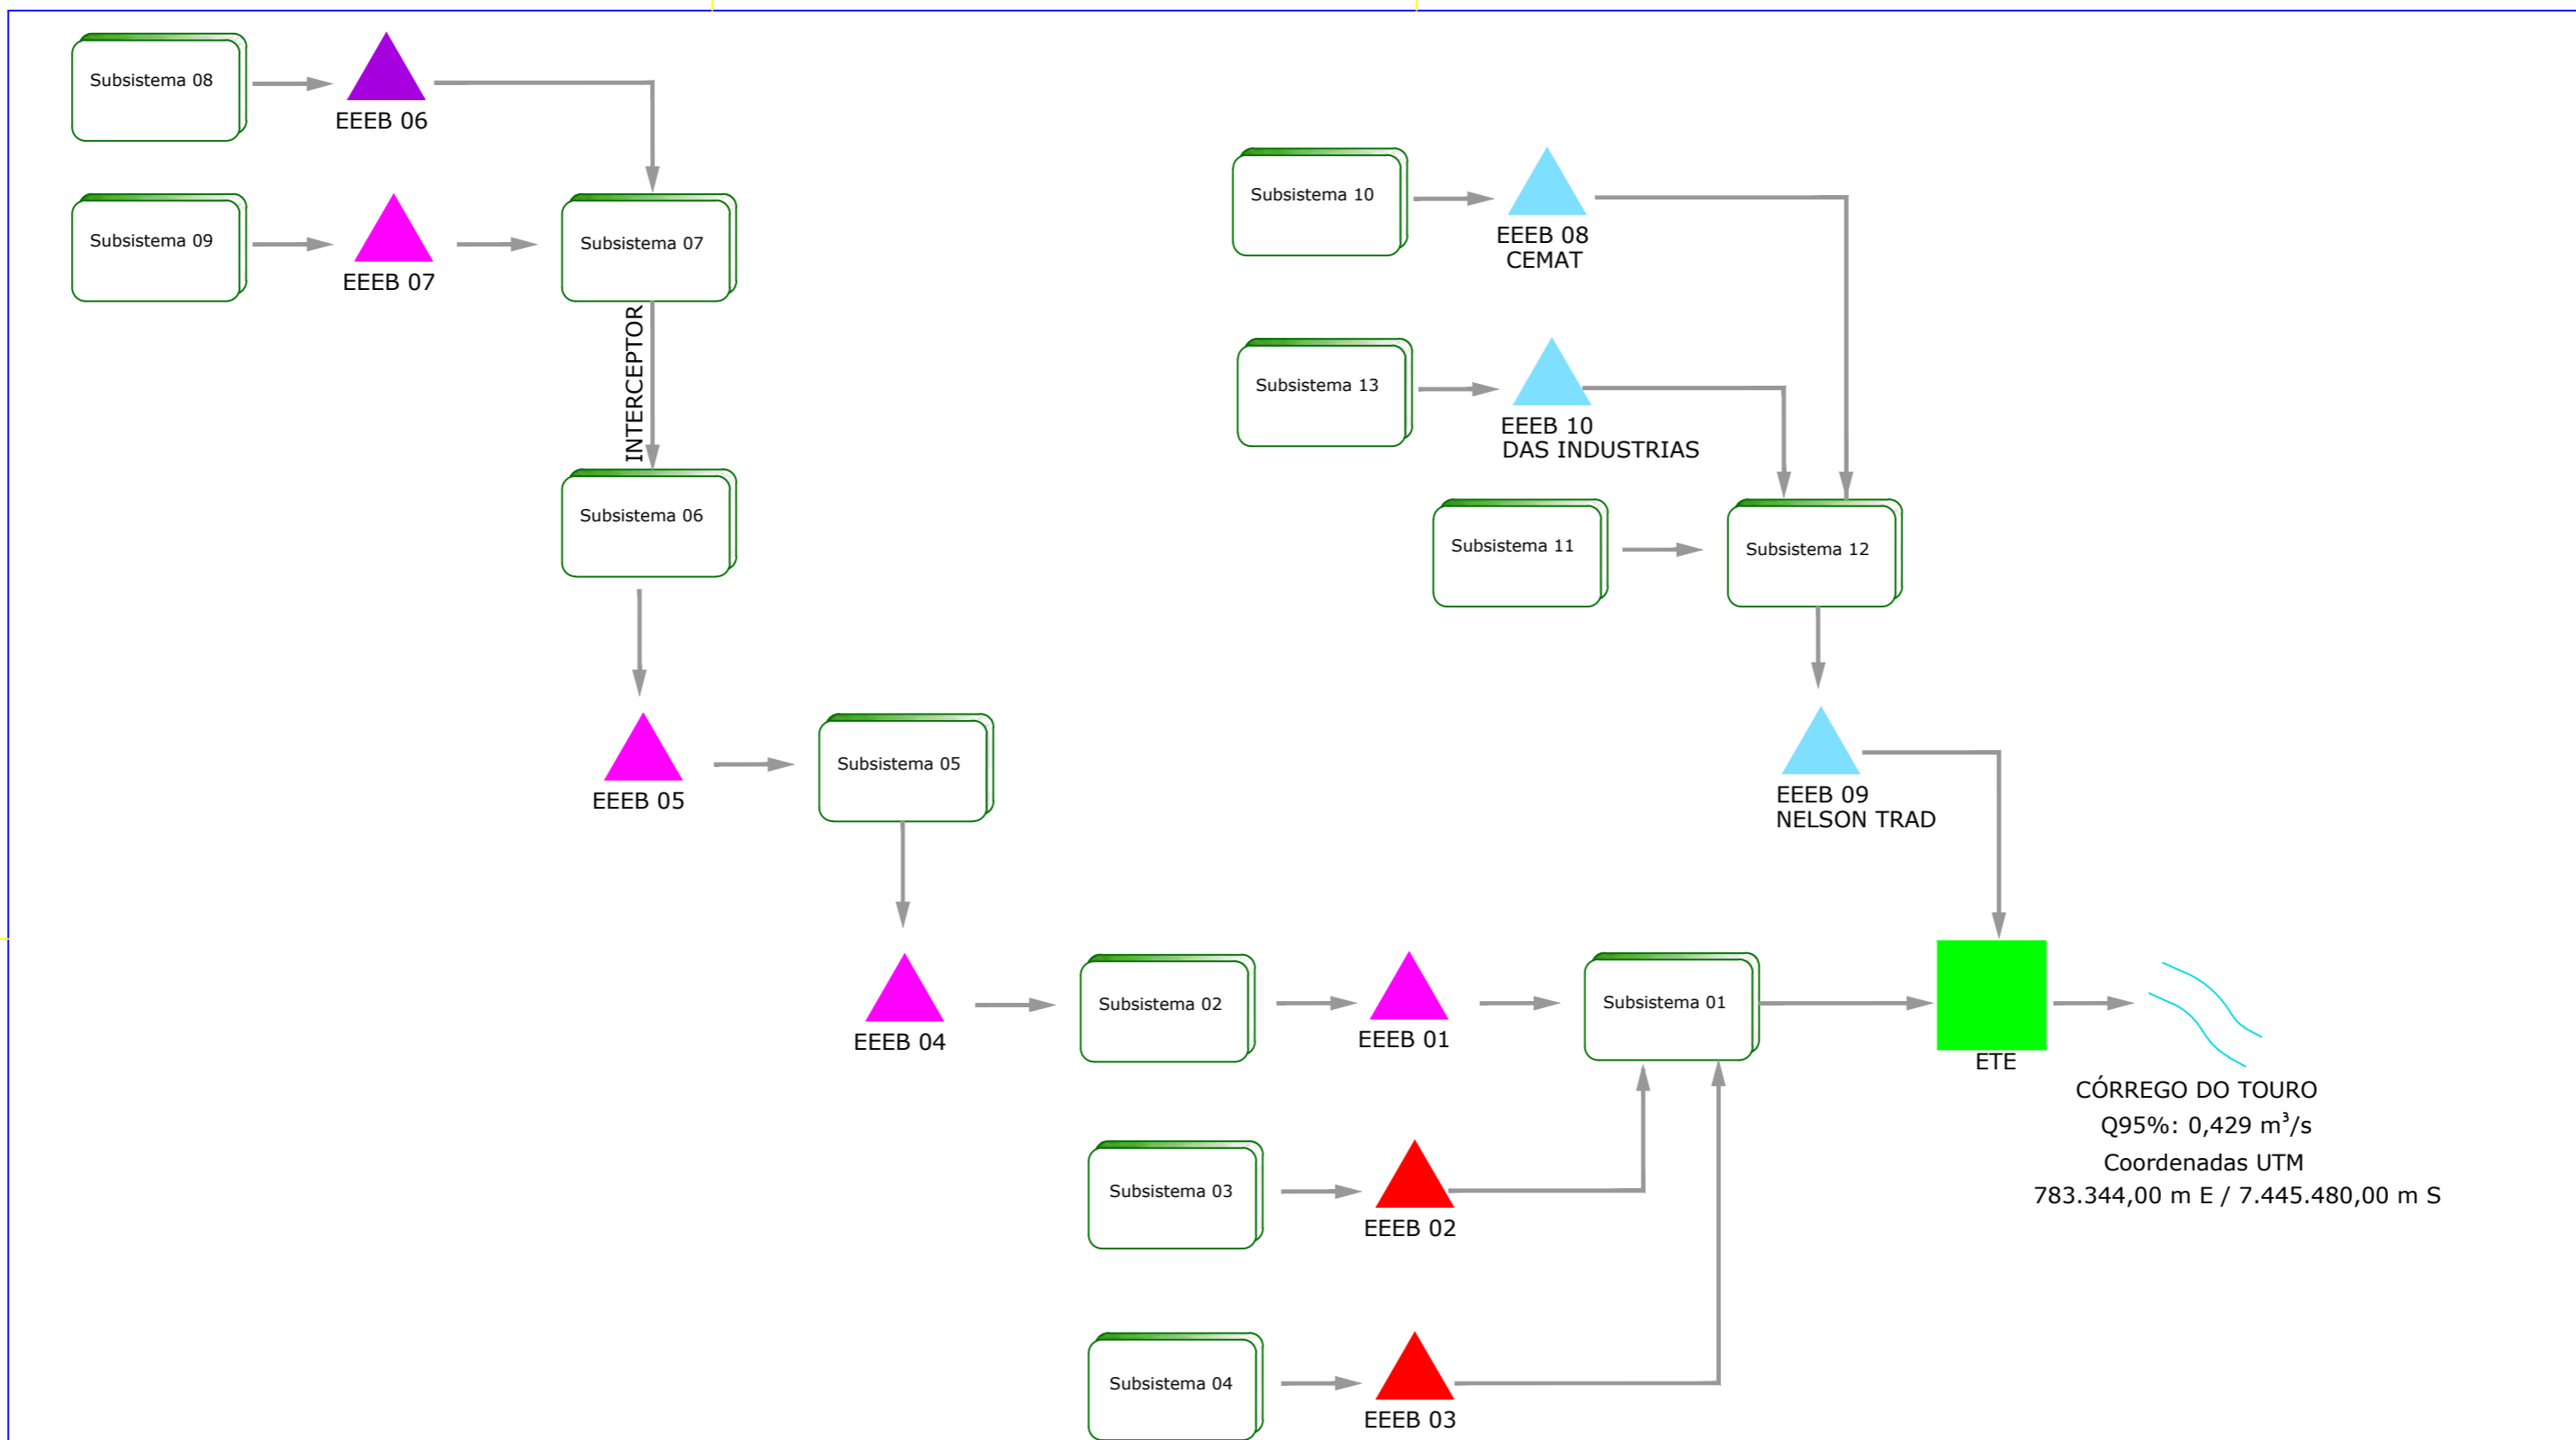 Subsistema 08
EEEB 06
Subsistema 09
EEEB 07
Subsistema 07
INTERCEPTOR
Subsistema 06
EEEB 05
Subsistema 05
EEEB 04
Subsistema 10
EEEB 08
CEMAT
Subsistema 13
EEEB 10
DAS INDUSTRIAS
Subsistema 11
Subsistema 12
EEEB 09
NELSON TRAD
Subsistema 02
EEEB 01
Subsistema 01
ETE
Subsistema 03
EEEB 02
Subsistema 04
EEEB 03
CÓRREGO DO TOURO
Q95%: 0,429 m³/s
Coordenadas UTM
783.344,00 m E / 7.445.480,00 m S